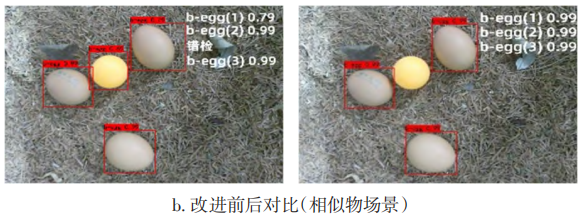 b-egg(1) 0.79
b-egg(2) 0.99
错检
b-egg(3) 0.99
b-egg(1) 0.99
b-egg(2) 0.99
b-egg(3) 0.99
b. 改进前后对比(相似物场景)